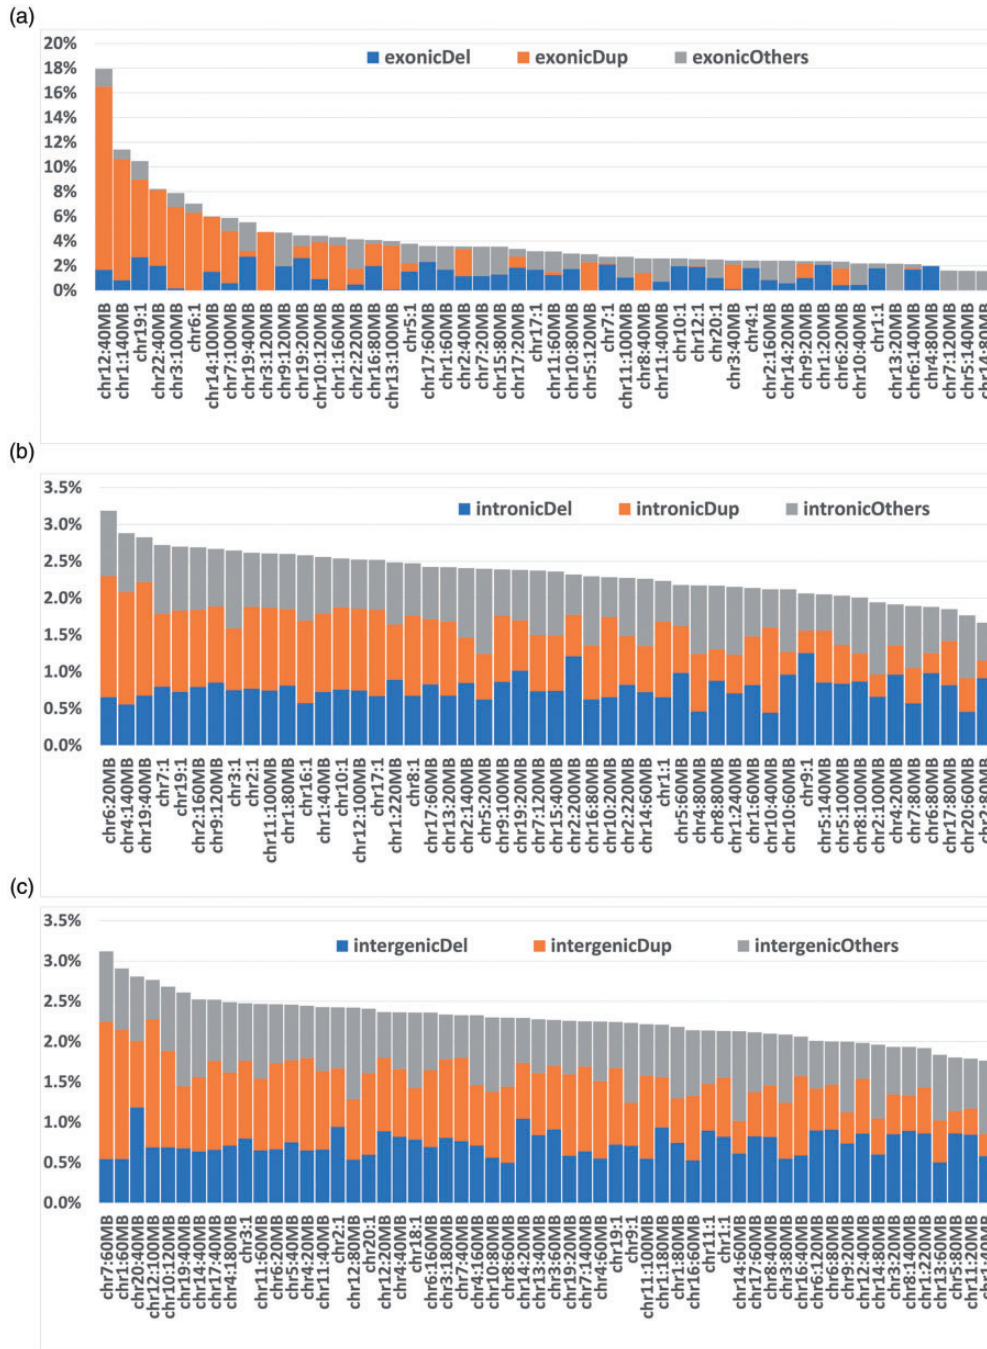 (a)
20%
18%
16%
14%
12%
10%
8%
6%
4%
2%
0%
exonicDel exonicDup exonicOthers
chr12:40MB
chr1:140MB
chr19:1
chr22:40MB
chr3:100MB
chr6:1
chr14:100MB
chr7:100MB
chr19:40MB
chr3:120MB
chr9:120MB
chr19:20MB
chr10:120MB
chr1:160MB
chr2:220MB
chr16:80MB
chr13:100MB
chr5:1
chr17:60MB
chr1:60MB
chr2:40MB
chr7:20MB
chr15:80MB
chr17:20MB
chr17:1
chr11:60MB
chr10:80MB
chr5:120MB
chr7:1
chr11:100MB
chr8:40MB
chr11:40MB
chr10:1
chr12:1
chr20:1
chr3:40MB
chr4:1
chr2:160MB
chr14:20MB
chr9:20MB
chr1:20MB
chr6:20MB
chr10:40MB
chr1:1
chr13:20MB
chr6:140MB
chr4:80MB
chr7:120MB
chr5:140MB
chr14:80MB
(b)
3.5%
3.0%
2.5%
2.0%
1.5%
1.0%
0.5%
0.0%
intronicDel intronicDup intronicOthers
chr6:20MB
chr4:140MB
chr19:40MB
chr7:1
chr19:1
chr2:160MB
chr9:120MB
chr3:1
chr2:1
chr11:100MB
chr1:80MB
chr16:1
chr1:40MB
chr10:1
chr12:100MB
chr17:1
chr1:220MB
chr8:1
chr17:60MB
chr13:20MB
chr2:140MB
chr5:20MB
chr9:100MB
chr19:20MB
chr7:120MB
chr15:40MB
chr2:20MB
chr16:80MB
chr10:20MB
chr2:220MB
chr14:60MB
chr1:1
chr5:60MB
chr4:80MB
chr8:80MB
chr1:240MB
chr1:60MB
chr10:40MB
chr10:60MB
chr9:1
chr5:140MB
chr5:100MB
chr8:100MB
chr2:100MB
chr4:20MB
chr7:80MB
chr6:80MB
chr17:80MB
chr20:60MB
chr2:80MB
(c)
3.5%
3.0%
2.5%
2.0%
1.5%
1.0%
0.5%
0.0%
intergenicDel intergenicDup intergenicOthers
chr7:60MB
chr1:60MB
chr20:40MB
chr12:100MB
chr10:120MB
chr19:40MB
chr14:40MB
chr17:40MB
chr4:180MB
chr3:1
chr11:60MB
chr6:20MB
chr5:40MB
chr4:20MB
chr11:40MB
chr2:1
chr12:80MB
chr20:1
chr12:20MB
chr4:40MB
chr18:1
chr6:160MB
chr3:180MB
chr7:40MB
chr4:160MB
chr10:80MB
chr8:60MB
chr14:20MB
chr13:40MB
chr3:60MB
chr19:20MB
chr7:140MB
chr4:60MB
chr19:1
chr9:1
chr11:100MB
chr1:180MB
chr1:80MB
chr16:60MB
chr11:1
chr1:1
chr14:60MB
chr17:60MB
chr8:40MB
chr3:80MB
chr16:40MB
chr6:120MB
chr6:80MB
chr9:20MB
chr12:40MB
chr14:80MB
chr3:20MB
chr8:140MB
chr1:220MB
chr13:60MB
chr5:80MB
chr11:20MB
chr1:40MB